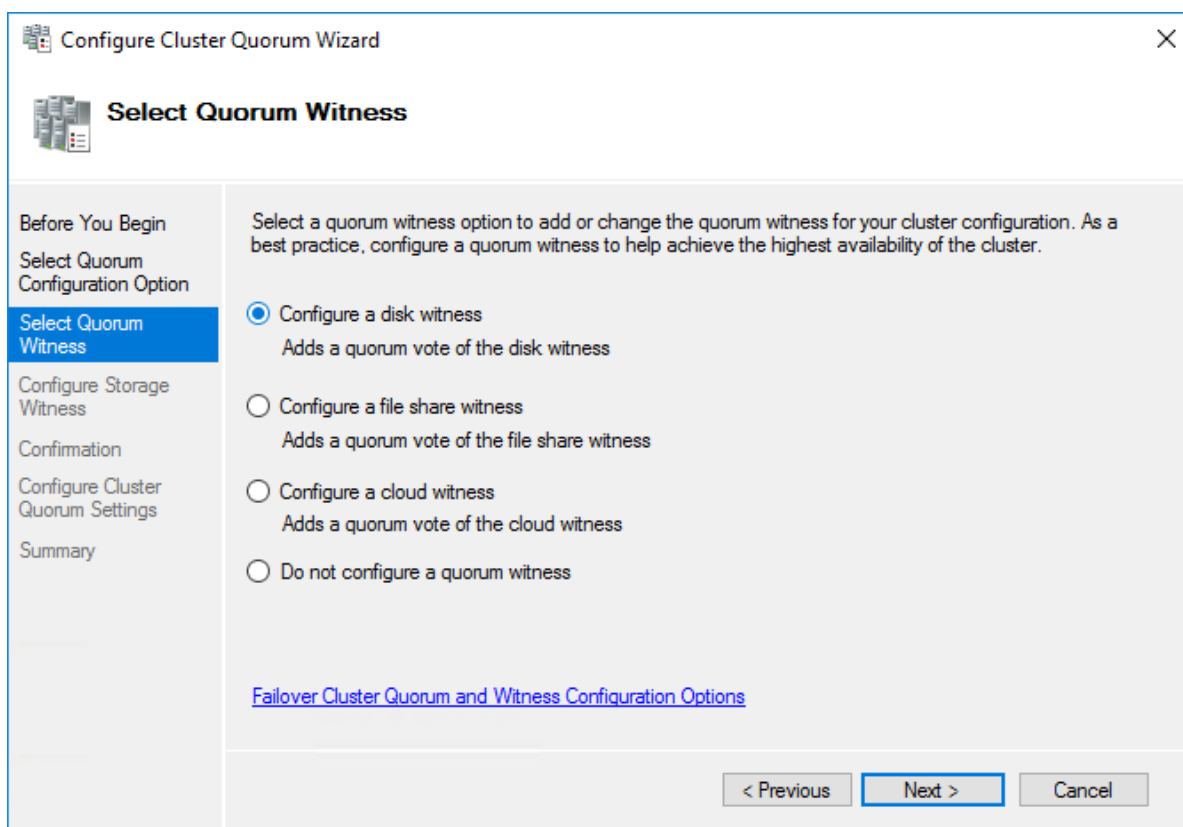 Configure Cluster Quorum Wizard
Select Quorum Witness
Before You Begin
Select Quorum
Configuration Option
Select Quorum
Witness
Configure Storage
Witness
Confirmation
Configure Cluster
Quorum Settings
Summary
Select a quorum witness option to add or change the quorum witness for your cluster configuration. As a
best practice, configure a quorum witness to help achieve the highest availability of the cluster.
Configure a disk witness
Adds a quorum vote of the disk witness
Configure a file share witness
Adds a quorum vote of the file share witness
Configure a cloud witness
Adds a quorum vote of the cloud witness
Do not configure a quorum witness
Failover Cluster Quorum and Witness Configuration Options
< Previous
Next >
Cancel